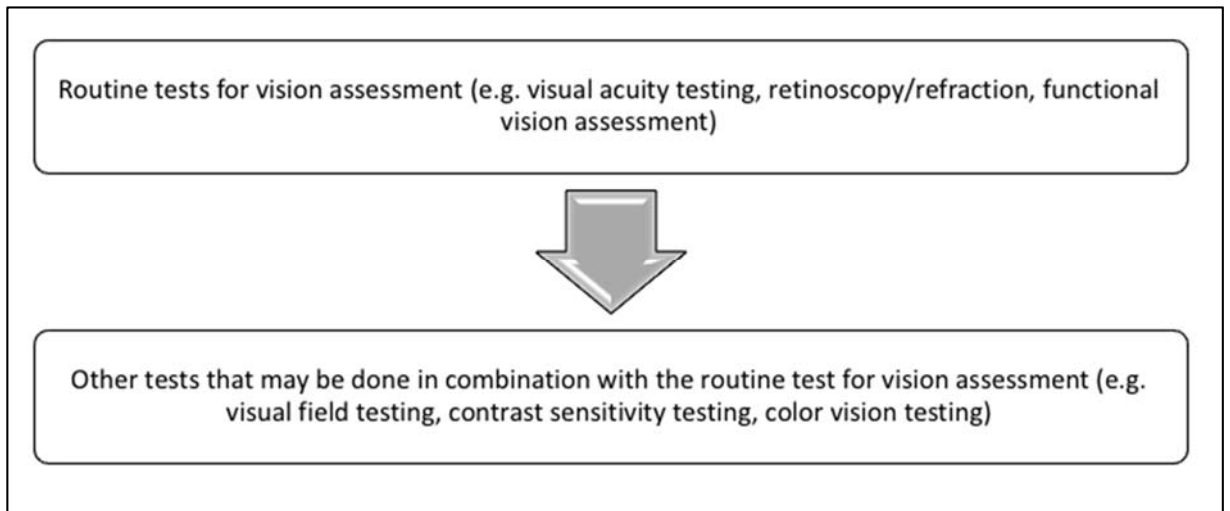 Routine tests for vision assessment (e.g. visual acuity testing, retinoscopy/refraction, functional
vision assessment)
Other tests that may be done in combination with the routine test for vision assessment (e.g.
visual field testing, contrast sensitivity testing, color vision testing)